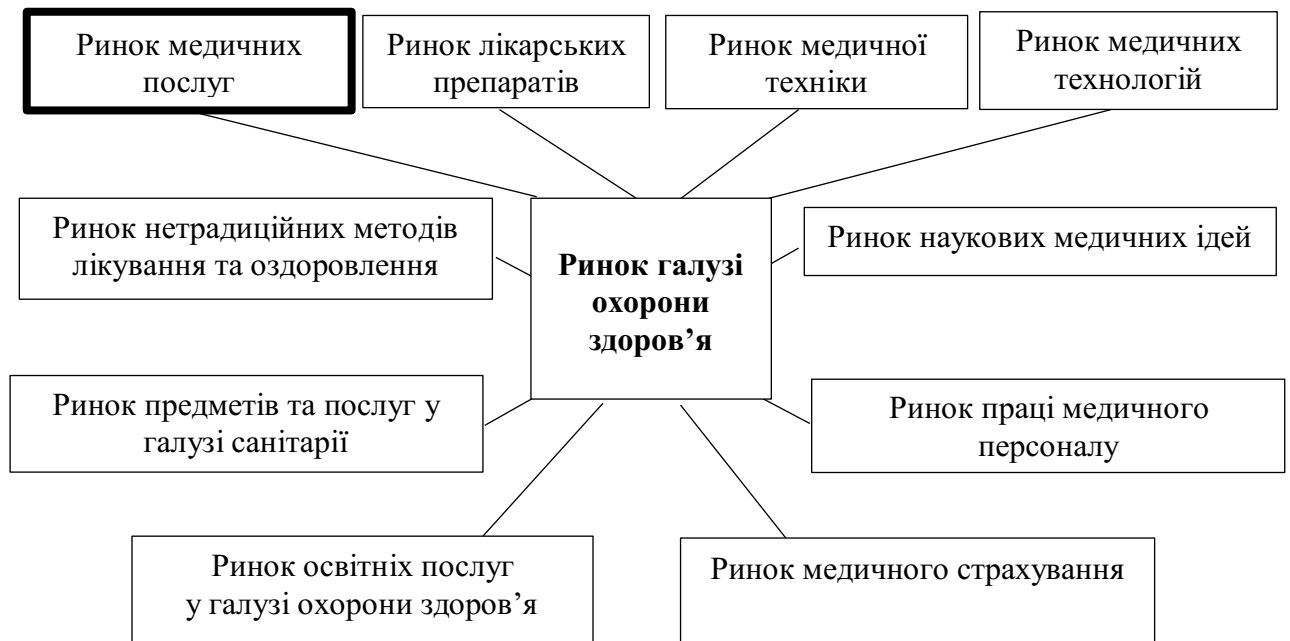 Ринок медичних
послуг
Ринок лікарських
препаратів
Ринок медичної
техніки
Ринок медичних
технологій
Ринок нетрадиційних методів
лікування та оздоровлення
Ринок галузі
охорони
здоров’я
Ринок наукових медичних ідей
Ринок предметів та послуг у
галузі санітарії
Ринок праці медичного
персоналу
Ринок освітніх послуг
у галузі охорони здоров’я
Ринок медичного страхування